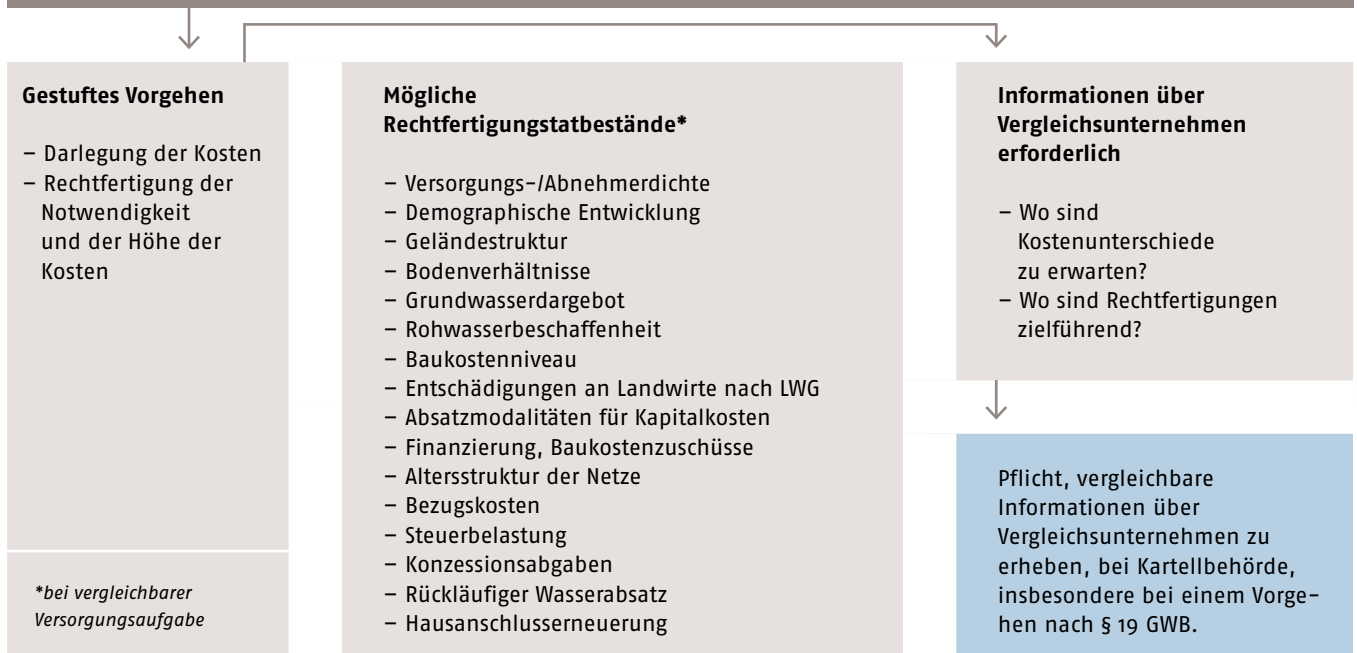 Gestuftes Vorgehen
– Darlegung der Kosten
– Rechtfertigung der
Notwendigkeit
und der Höhe der
Kosten
*bei vergleichbarer
Versorgungsaufgabe
Mögliche
Rechtfertigungstatbestände*
– Versorgungs-/Abnehmerdichte
– Demographische Entwicklung
– Geländestruktur
– Bodenverhältnisse
– Grundwasserdargebot
– Rohwasserbeschaffenheit
– Baukostenniveau
– Entschädigungen an Landwirte nach LWG
– Absatzmodalitäten für Kapitalkosten
– Finanzierung, Baukostenzuschüsse
– Altersstruktur der Netze
– Bezugskosten
– Steuerbelastung
– Konzessionsabgaben
– Rückläufiger Wasserabsatz
– Hausanschlusserneuerung
Informationen über
Vergleichsunternehmen
erforderlich
– Wo sind
Kostenunterschiede
zu erwarten?
– Wo sind Rechtfertigungen
zielführend?
Pflicht, vergleichbare
Informationen über
Vergleichsunternehmen zu
erheben, bei Kartellbehörde,
insbesondere bei einem Vorge-
hen nach § 19 GWB.